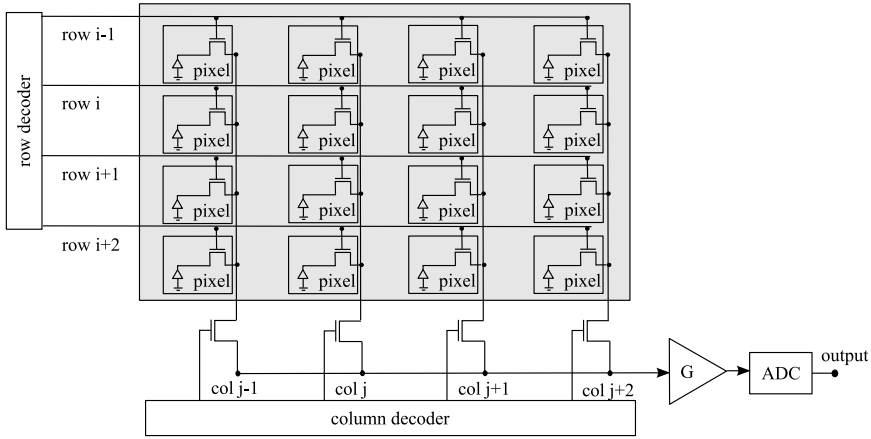 row i-1
pixel pixel pixel pixel
row i
pixel pixel pixel pixel
row decoder
row i+1
pixel pixel pixel pixel
row i+2
pixel pixel pixel pixel
G
ADC
output
col j-1 col j col j+1 col j+2
column decoder